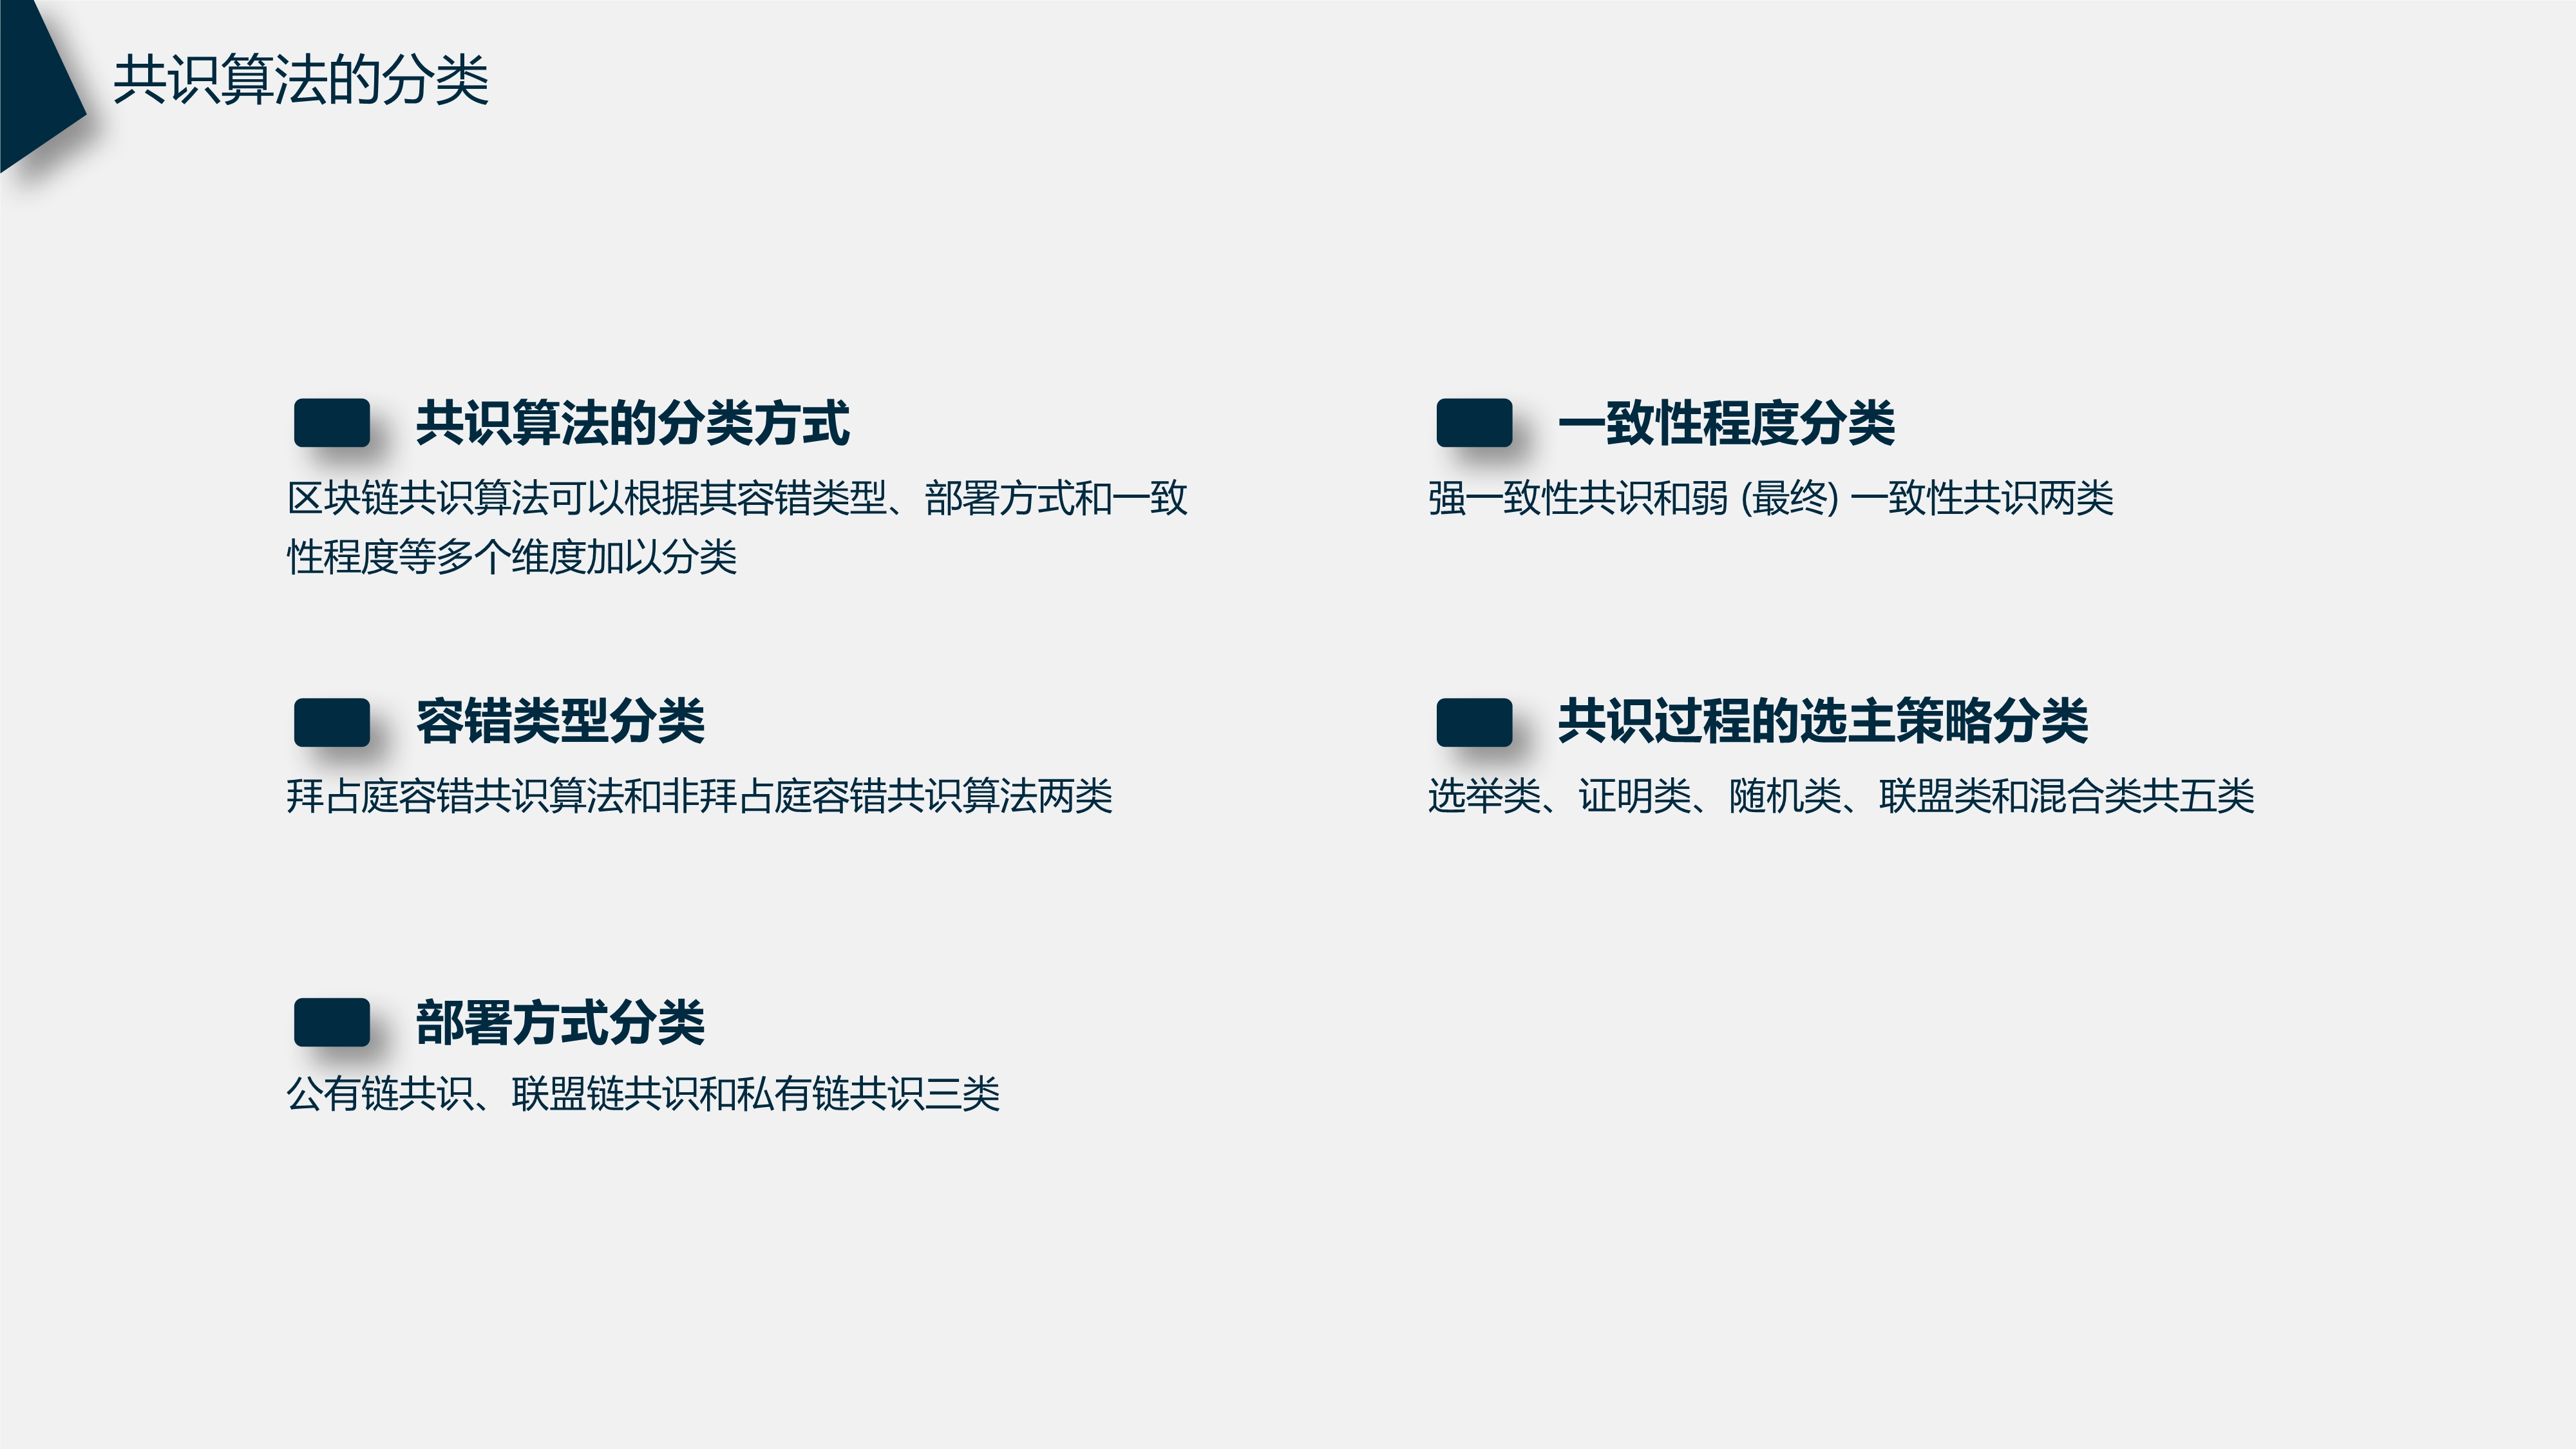 共识算法的分类
共识算法的分类方式
区块链共识算法可以根据其容错类型、部署方式和一致
性程度等多个维度加以分类
容错类型分类
拜占庭容错共识算法和非拜占庭容错共识算法两类
部署方式分类
公有链共识、联盟链共识和私有链共识三类
一致性程度分类
强一致性共识和弱 (最终) 一致性共识两类
共识过程的选主策略分类
选举类、证明类、随机类、联盟类和混合类共五类